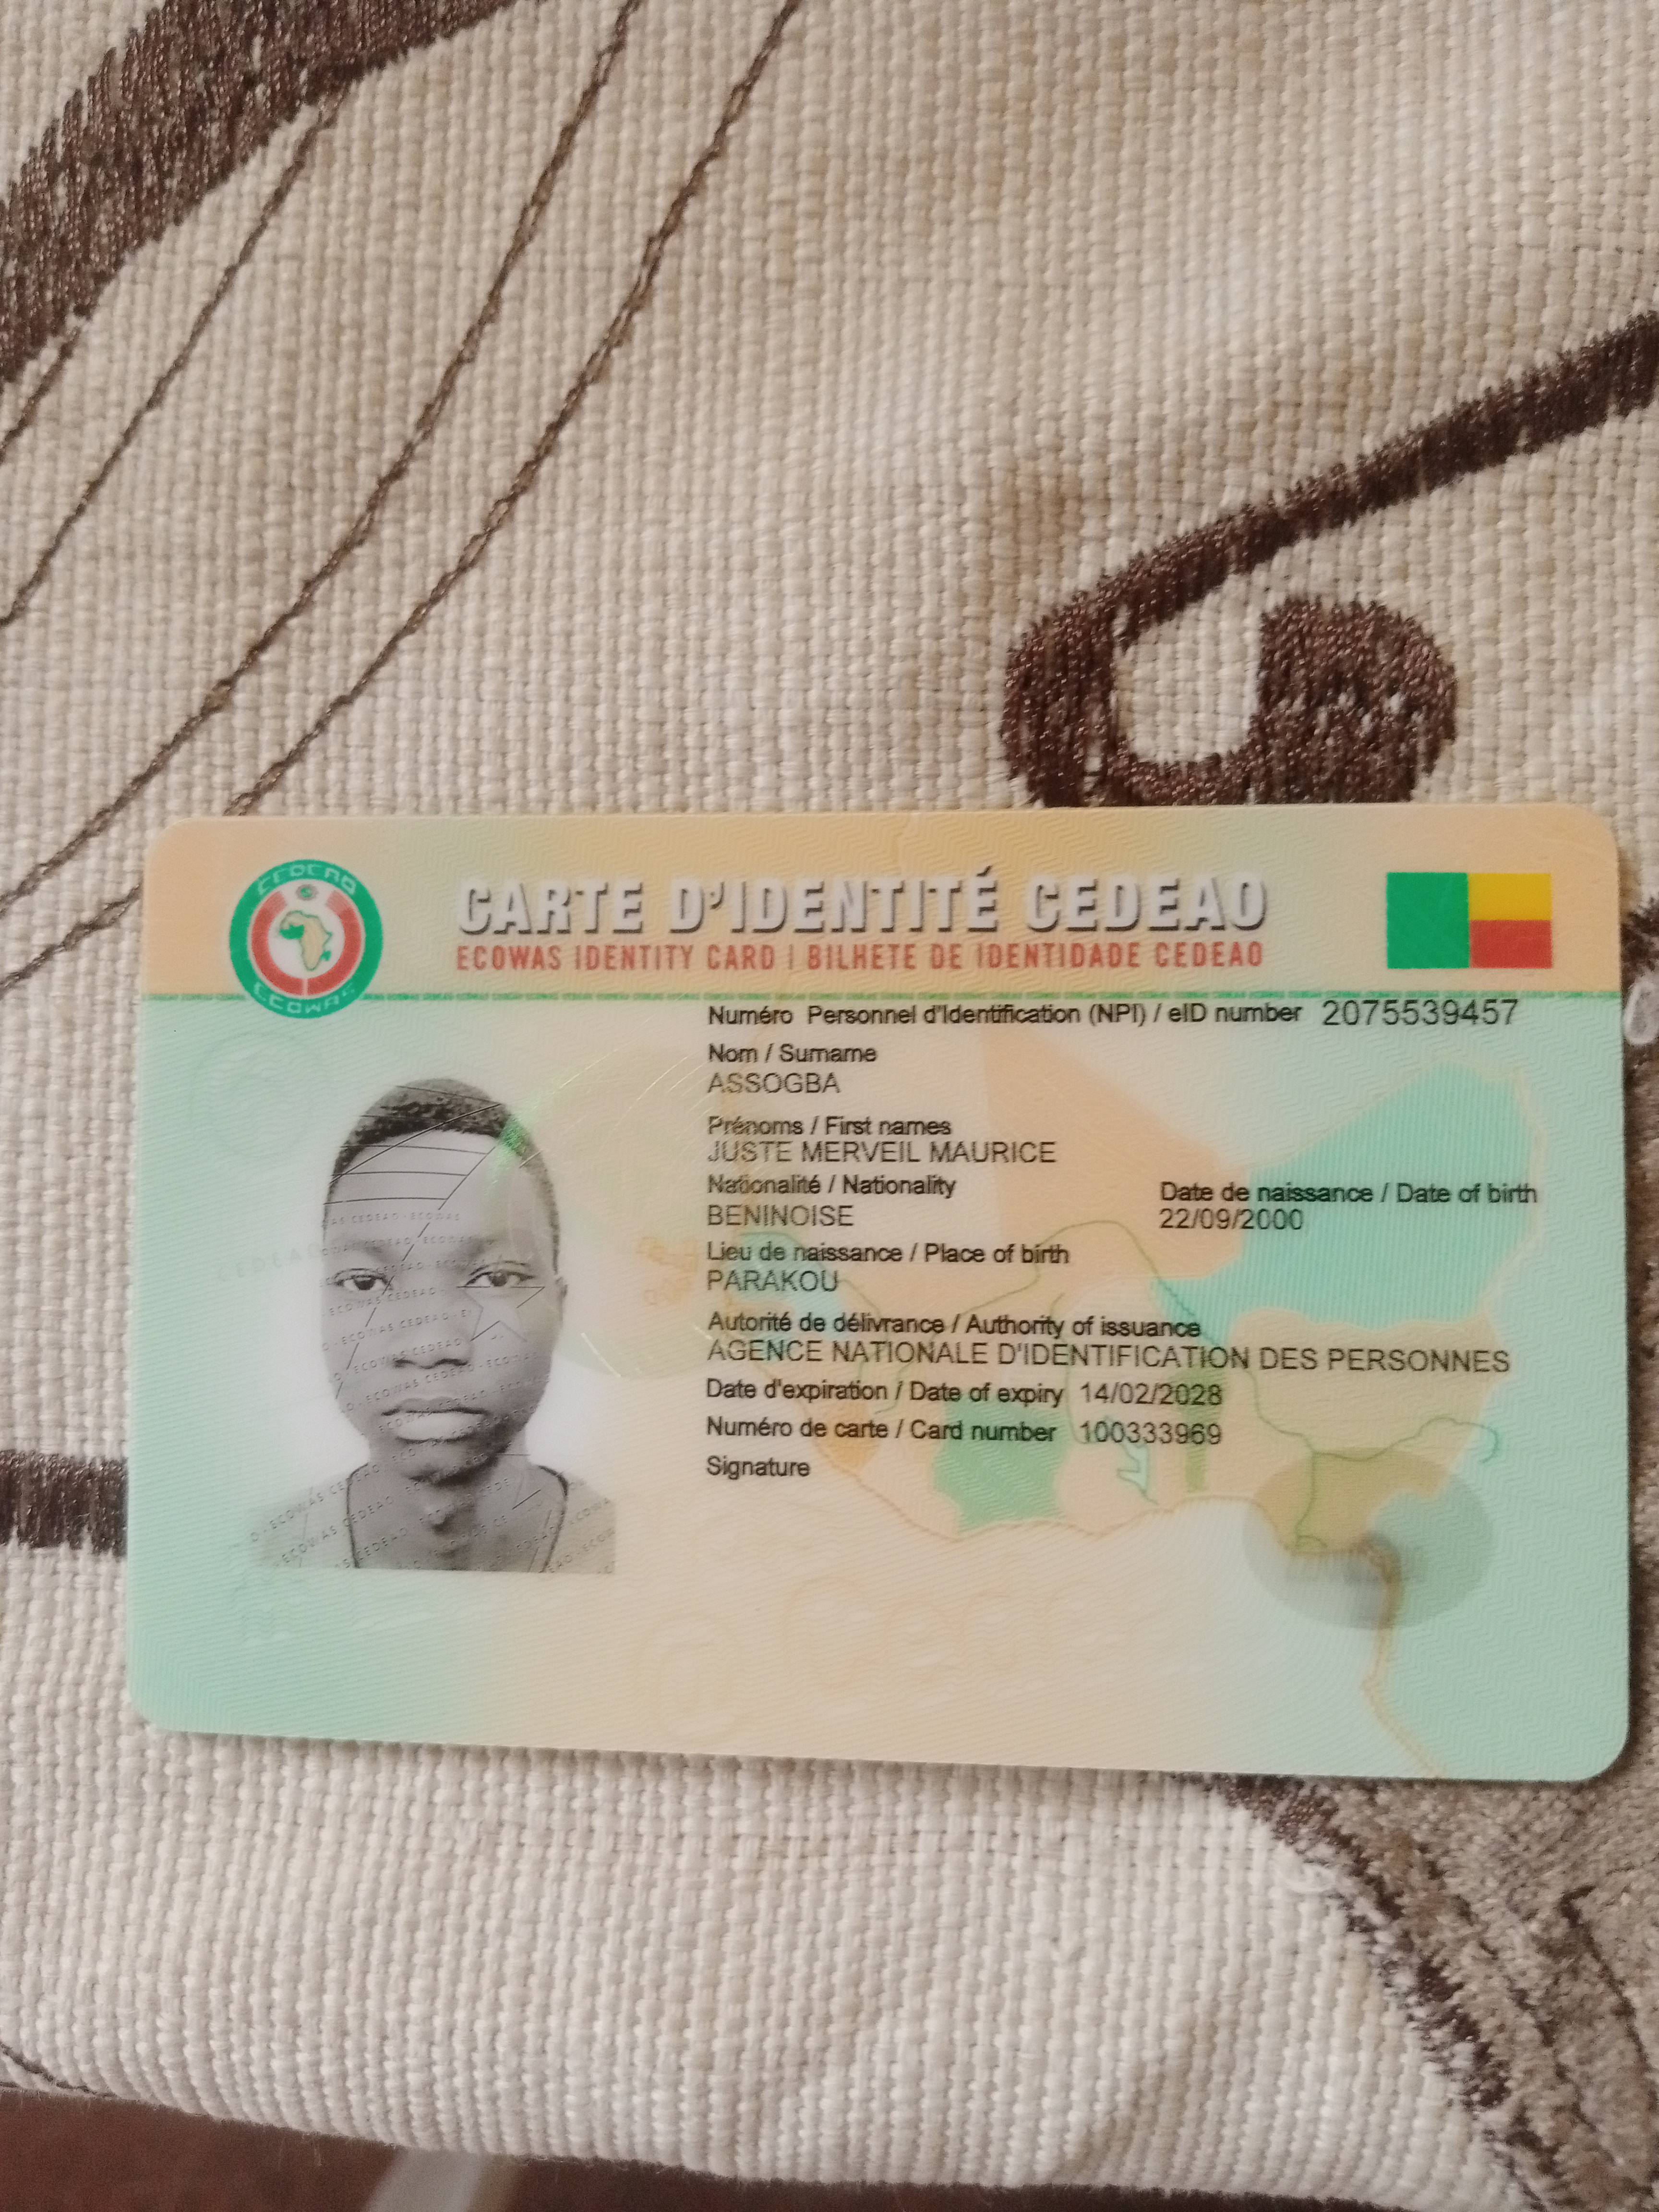 CEDEAO
ECOWAS
CARTE D'IDENTITÉ CEDEAO
ECOWAS IDENTITY CARD | BILHETE DE IDENTIDADE CEDEAO
Numéro Personnel d'Identification (NPI) / eID number 2075539457
Nom / Surname
ASSOGBA
Prénoms / First names
JUSTE MERVEIL MAURICE
Nationalité / Nationality
BENINOISE
Date de naissance / Date of birth
22/09/2000
Lieu de naissance / Place of birth
PARAKOU
Autorité de délivrance / Authority of issuance
AGENCE NATIONALE D'IDENTIFICATION DES PERSONNES
Date d'expiration / Date of expiry 14/02/2028
Numéro de carte / Card number 100333969
Signature